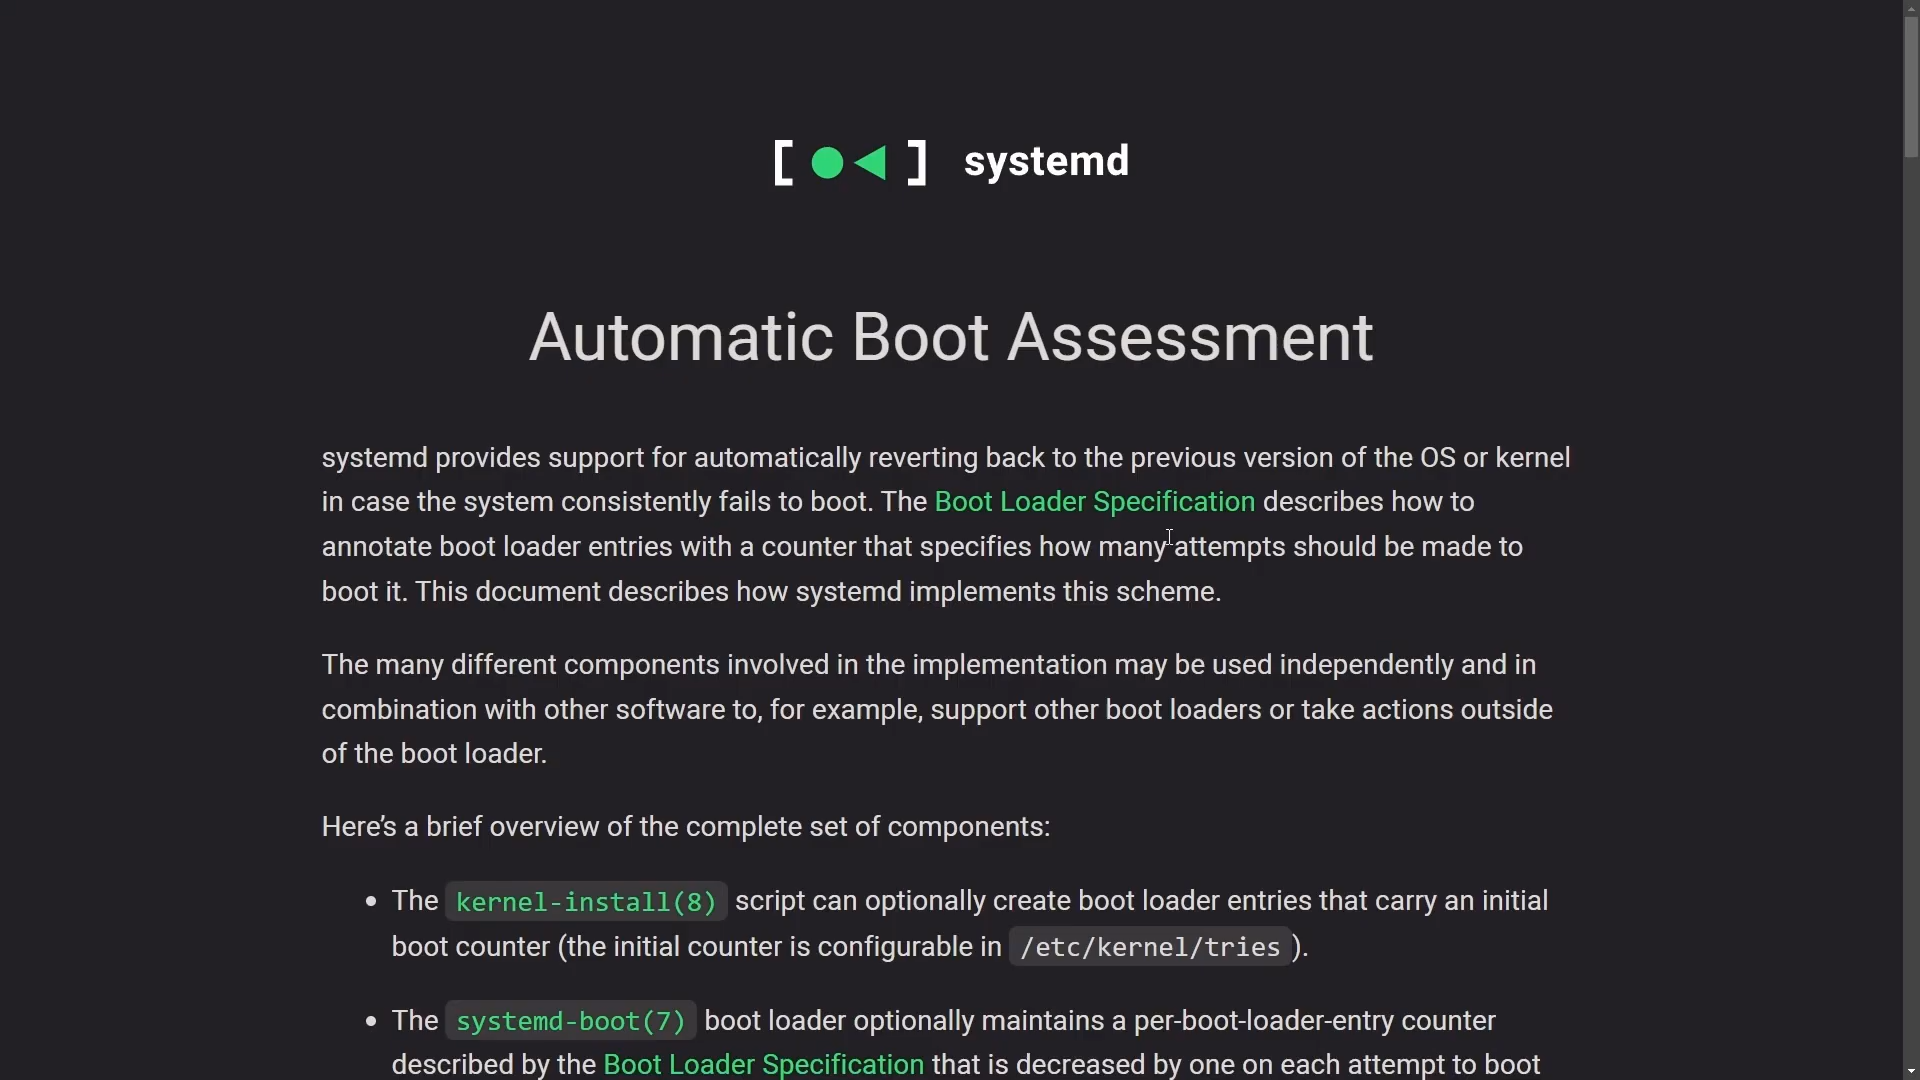 [●◀] systemd
Automatic Boot Assessment
systemd provides support for automatically reverting back to the previous version of the OS or kernel
in case the system consistently fails to boot. The Boot Loader Specification describes how to
annotate boot loader entries with a counter that specifies how many attempts should be made to
boot it. This document describes how systemd implements this scheme.
The many different components involved in the implementation may be used independently and in
combination with other software to, for example, support other boot loaders or take actions outside
of the boot loader.
Here’s a brief overview of the complete set of components:
• The kernel-install(8) script can optionally create boot loader entries that carry an initial
boot counter (the initial counter is configurable in /etc/kernel/tries ).
• The systemd-boot(7) boot loader optionally maintains a per-boot-loader-entry counter
described by the Boot Loader Specification that is decreased by one on each attempt to boot